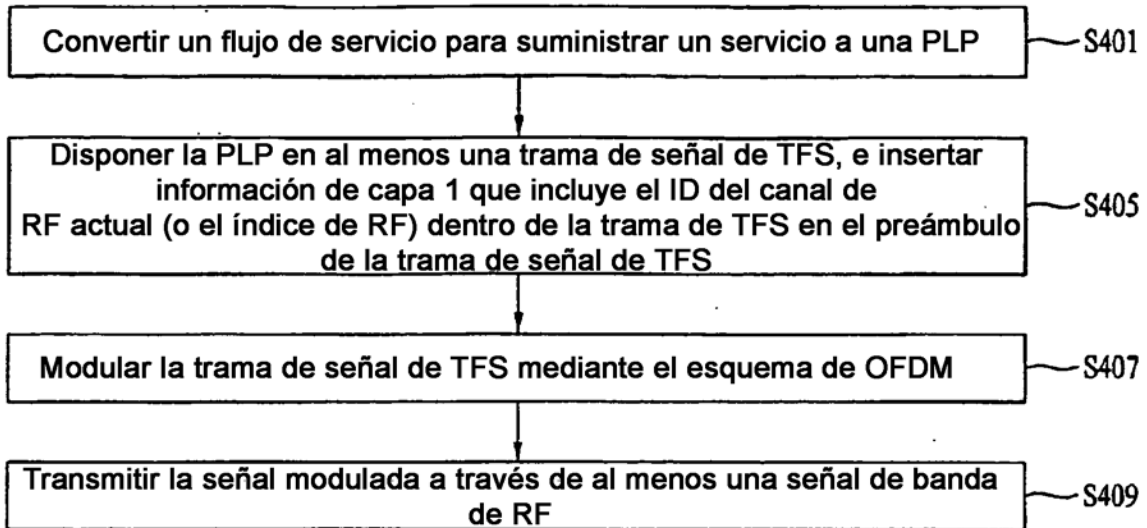 Convertir un flujo de servicio para suministrar un servicio a una PLP
S401
Disponer la PLP en al menos una trama de señal de TFS, e insertar
información de capa 1 que incluye el ID del canal de
RF actual (o el índice de RF) dentro de la trama de TFS en el preámbulo
de la trama de señal de TFS
S405
Modular la trama de señal de TFS mediante el esquema de OFDM
S407
Transmitir la señal modulada a través de al menos una señal de banda
de RF
S409